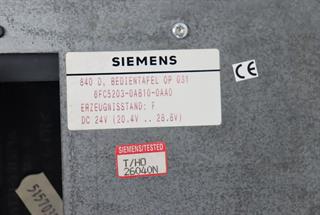 SIEMENS
840 D, BEDIENTAFEL OP 031
6FC5203-0AB10-0AA0
ERZEUGNISSTAND: F
DC 24V (20.4V .. 28.8V)
CE
SIEMENS/TESTED
T/HD
26040N